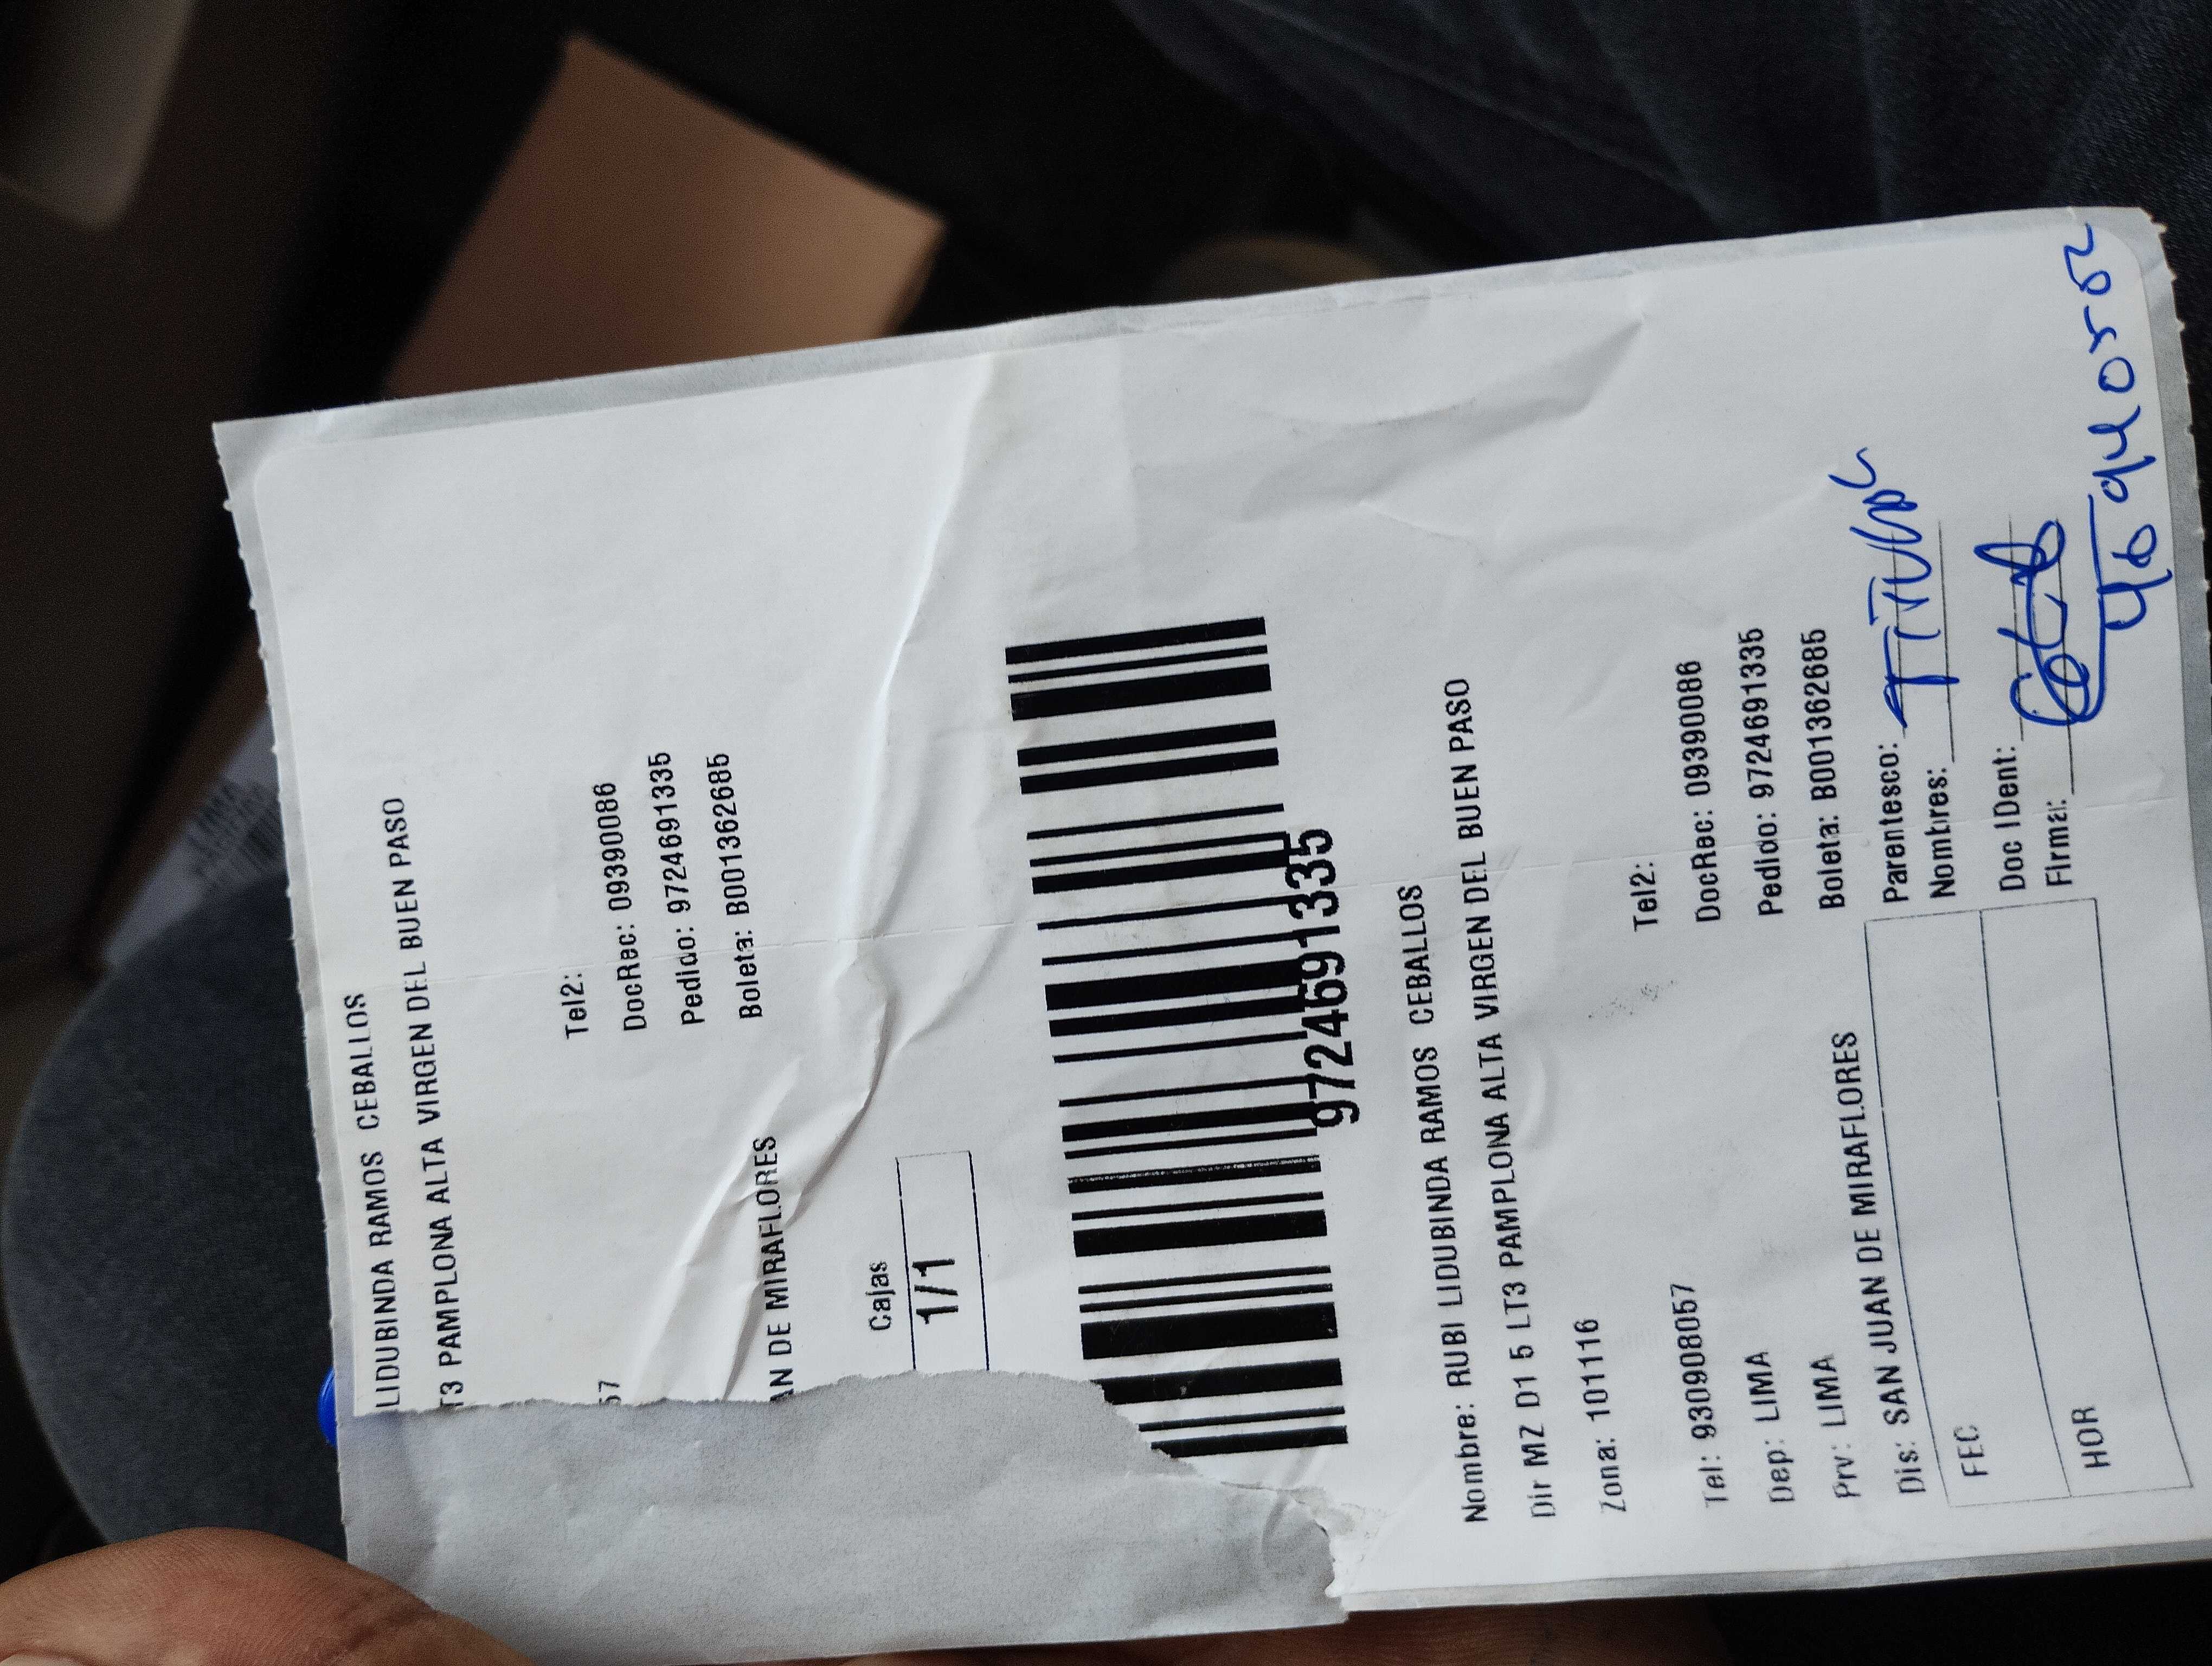 LIDUBINDA RAMOS CEBALLOS
T3 PAMPLONA ALTA VIRGEN DEL BUEN PASO
Tel2:
57 DocRec: 09390086
Pedido: 9724691335
AN DE MIRAFLORES Boleta: B001362685
Cajas
1/1
9724691335
Nombre: RUBI LIDUBINDA RAMOS CEBALLOS
Dir MZ D1 5 LT3 PAMPLONA ALTA VIRGEN DEL BUEN PASO
Zona: 101116
Tel2:
Tel: 930908057 DocRec: 09390086
Dep: LIMA Pedido: 9724691335
Prv: LIMA Boleta: B001362685
Dis: SAN JUAN DE MIRAFLORES
Parentesco:
FEC Nombres:
Doc IDent:
HOR Firma: